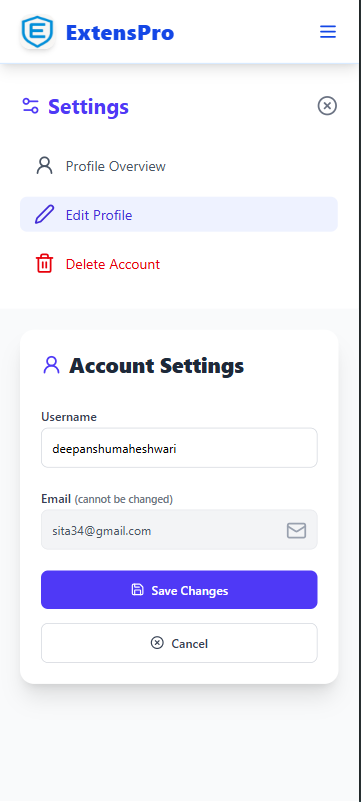 ExtensPro
Settings
Profile Overview
Edit Profile
Delete Account
Account Settings
Username
deepanshumaheshwari
Email (cannot be changed)
sita34@gmail.com
Save Changes
Cancel